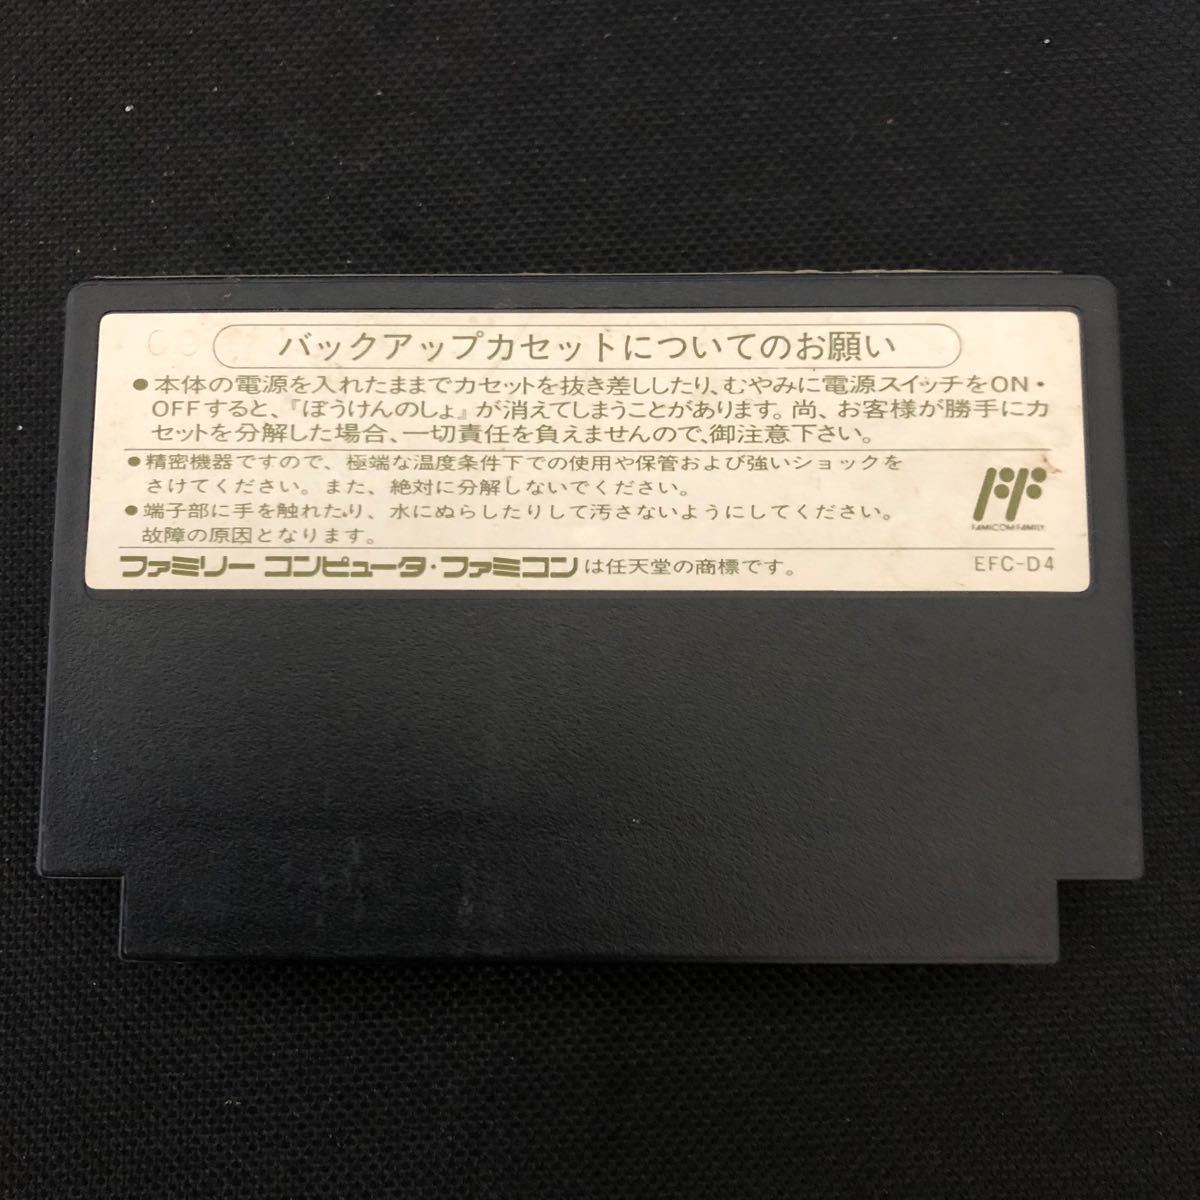 バックアップカセットについてのお願い
●本体の電源を入れたままでカセットを抜き差ししたり、むやみに電源スイッチをON・
OFFすると、『ぼうけんのしょ』が消えてしまうことがあります。尚、お客様が勝手にカ
セットを分解した場合、一切責任を負えませんので、御注意下さい。
●精密機器ですので、極端な温度条件下での使用や保管および強いショックを
さけてください。また、絶対に分解しないでください。
●端子部に手を触れたり、水にぬらしたりして汚さないようにしてください。
故障の原因となります。
FAMICOM FAMILY
ファミリー コンピュータ・ファミコンは任天堂の商標です。
EFC-D4